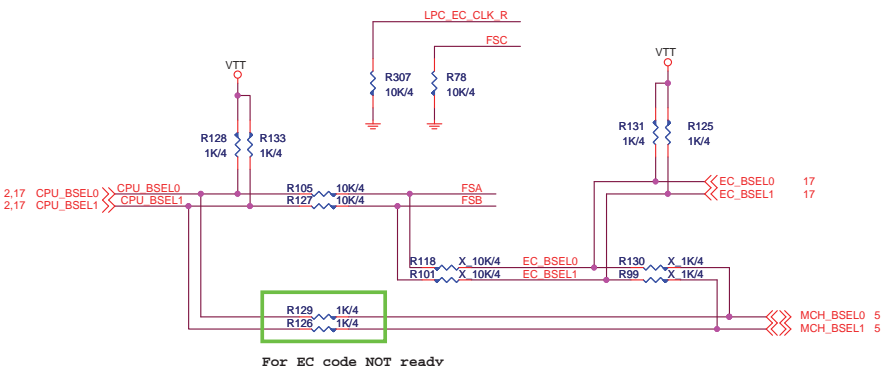 LPC_EC_CLK_R
FSC
VTT
VTT
R307
10K/4
R78
10K/4
R128
1K/4
R133
1K/4
R131
1K/4
R125
1K/4
2,17 CPU_BSEL0 CPU_BSEL0 R105 10K/4 FSA
2,17 CPU_BSEL1 CPU_BSEL1 R127 10K/4 FSB
EC_BSEL0 17
EC_BSEL1 17
R118 X_10K/4 EC_BSEL0 R130 X_1K/4
R101 X_10K/4 EC_BSEL1 R99 X_1K/4
R129 1K/4 MCH_BSEL0 5
R126 1K/4 MCH_BSEL1 5
For EC code NOT ready